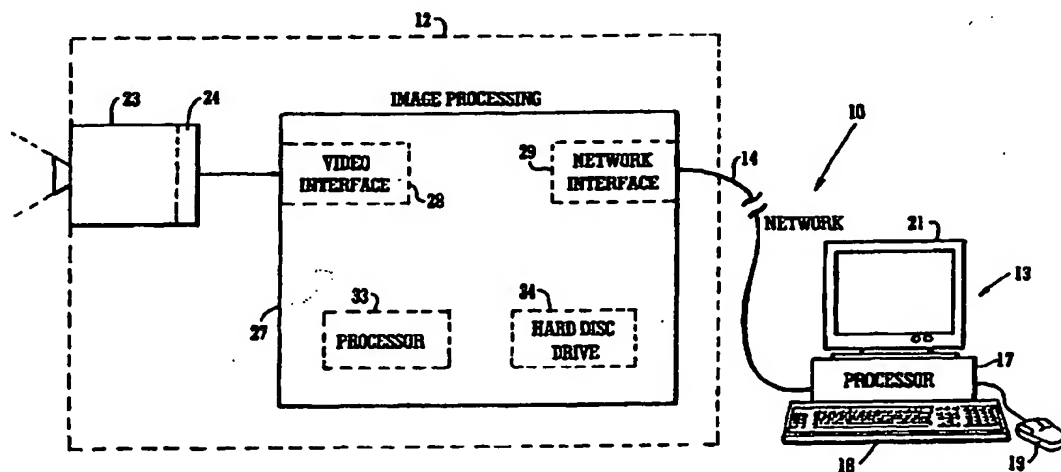 12
23
24
IMAGE PROCESSING
10
VIDEO
INTERFACE
28
29
NETWORK
INTERFACE
14
NETWORK
21
13
27
33
PROCESSOR
34
HARD DISC
DRIVE
17
PROCESSOR
18
19